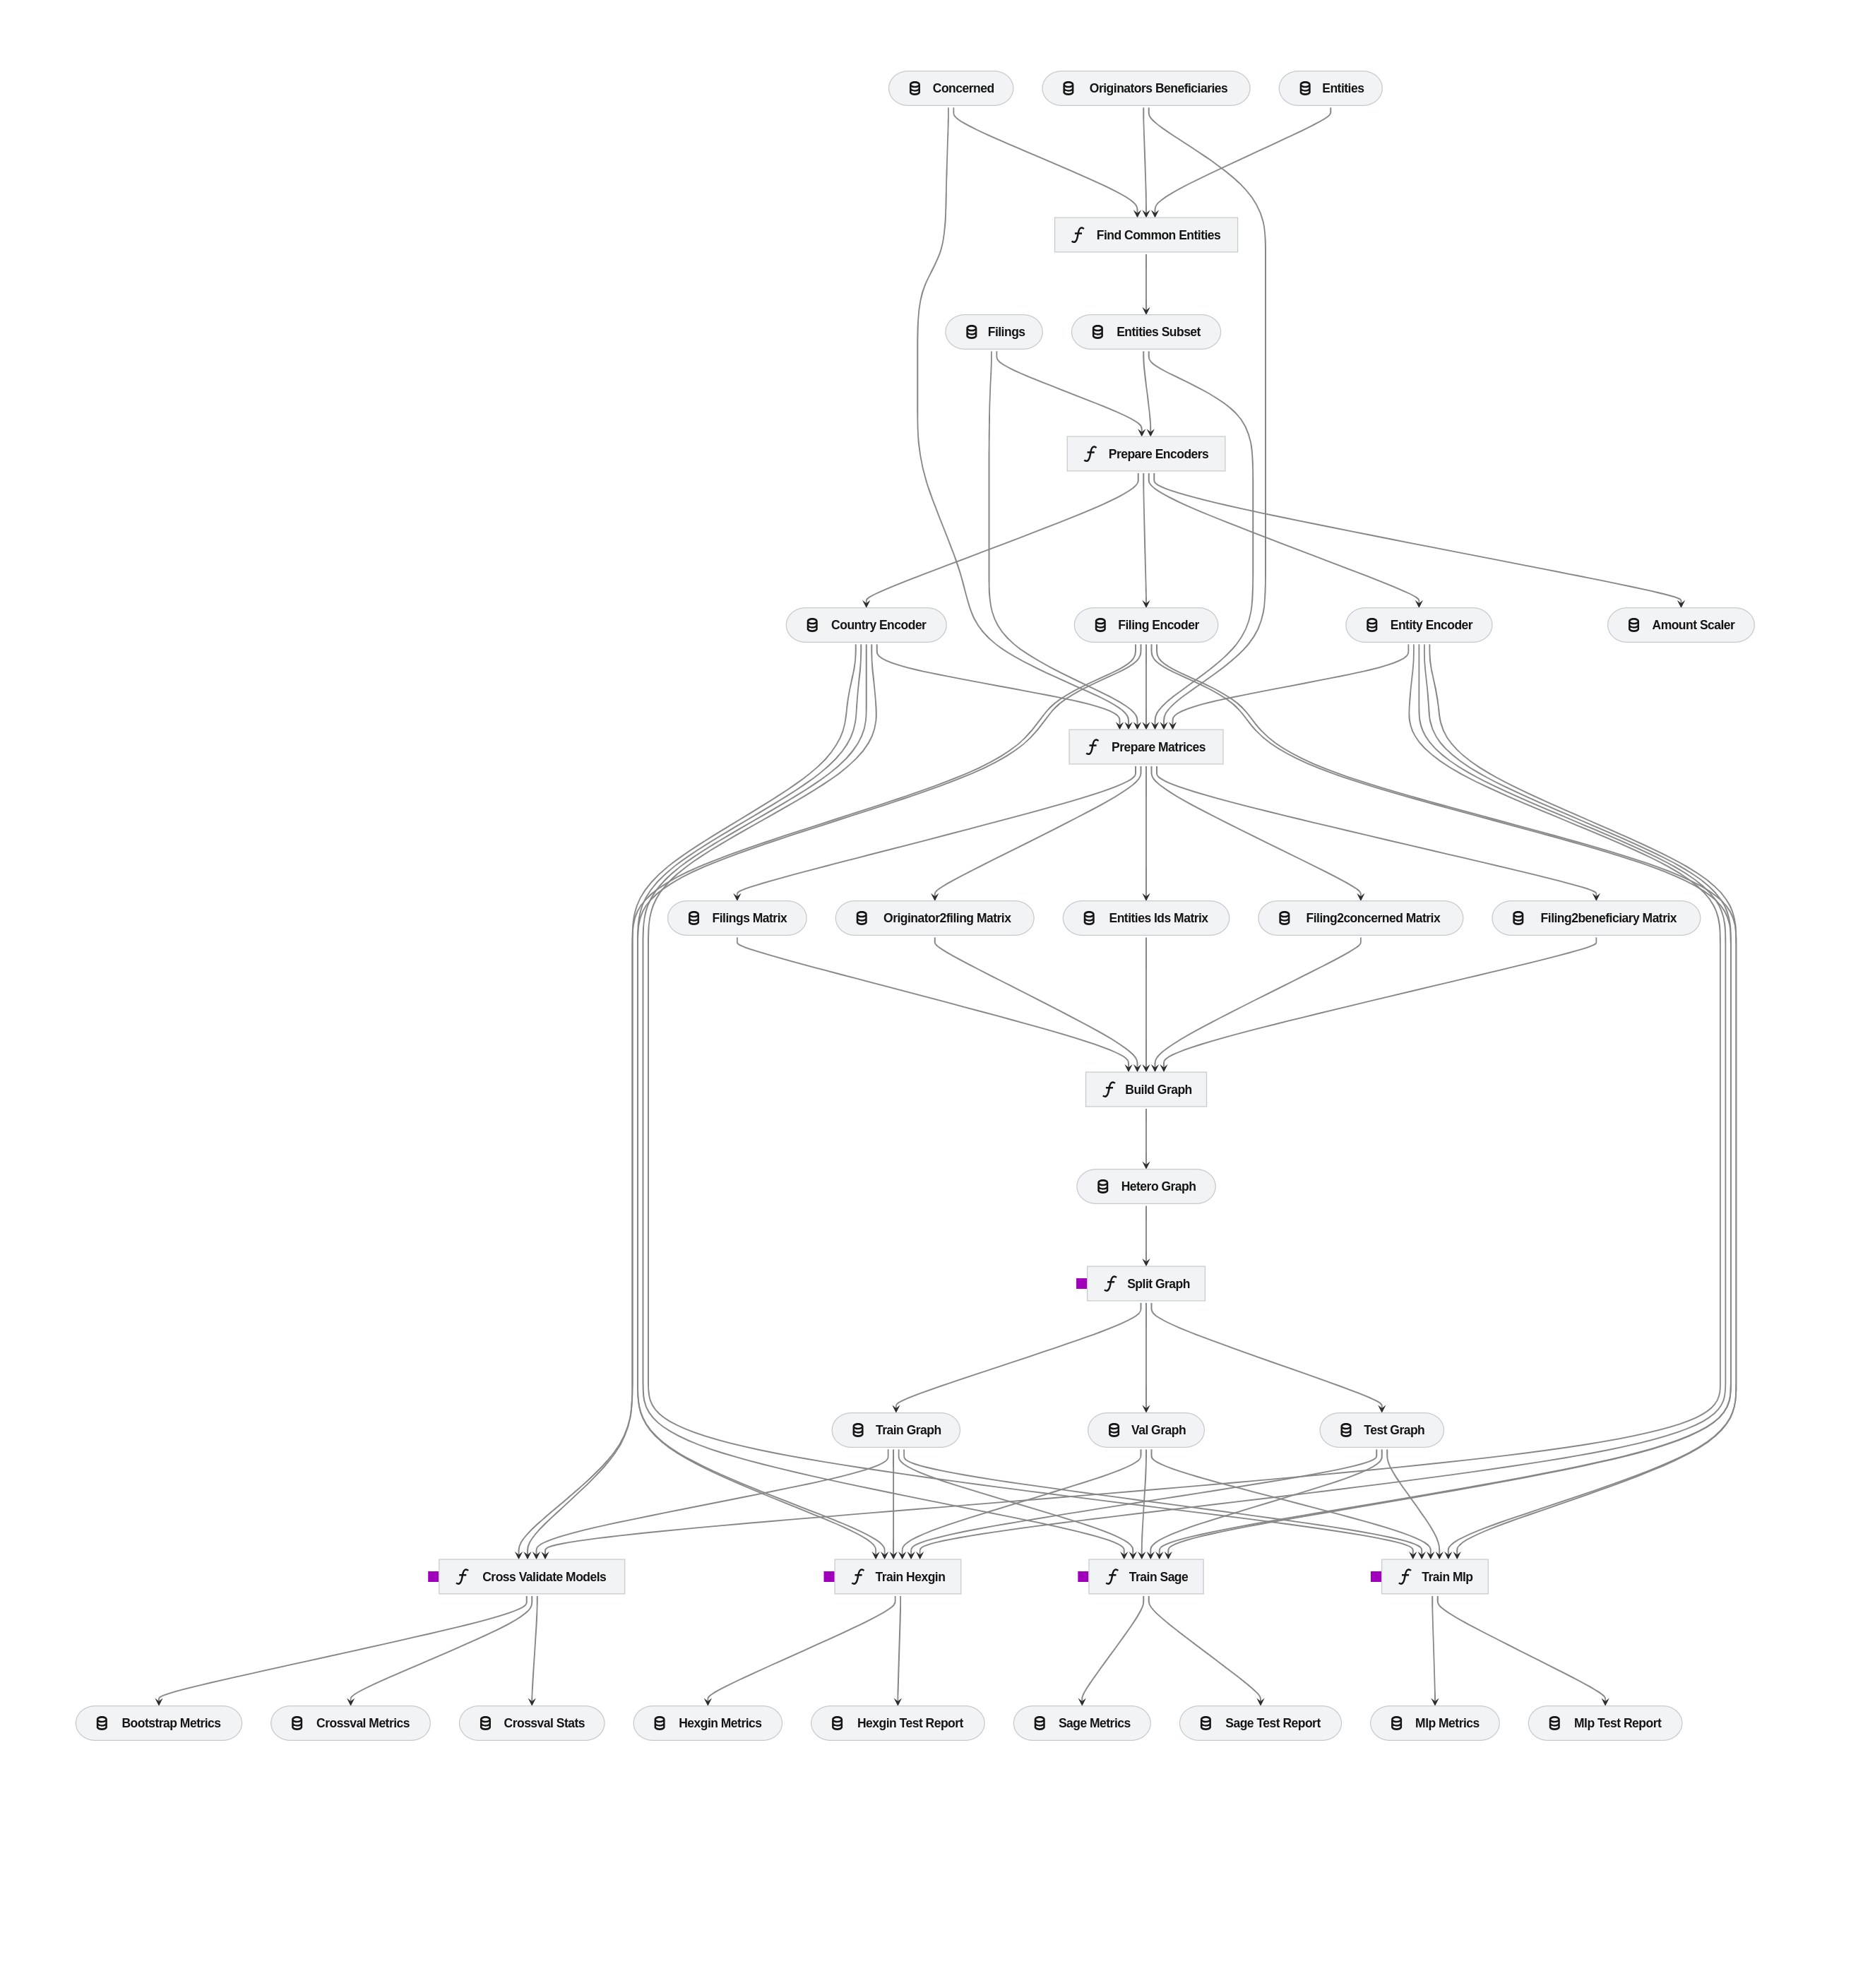 Concerned
Originators Beneficiaries
Entities
Find Common Entities
Filings
Entities Subset
Prepare Encoders
Country Encoder
Filing Encoder
Entity Encoder
Amount Scaler
Prepare Matrices
Filings Matrix
Originator2filing Matrix
Entities Ids Matrix
Filing2concerned Matrix
Filing2beneficiary Matrix
Build Graph
Hetero Graph
Split Graph
Train Graph
Val Graph
Test Graph
Cross Validate Models
Train Hexgin
Train Sage
Train Mlp
Bootstrap Metrics
Crossval Metrics
Crossval Stats
Hexgin Metrics
Hexgin Test Report
Sage Metrics
Sage Test Report
Mlp Metrics
Mlp Test Report